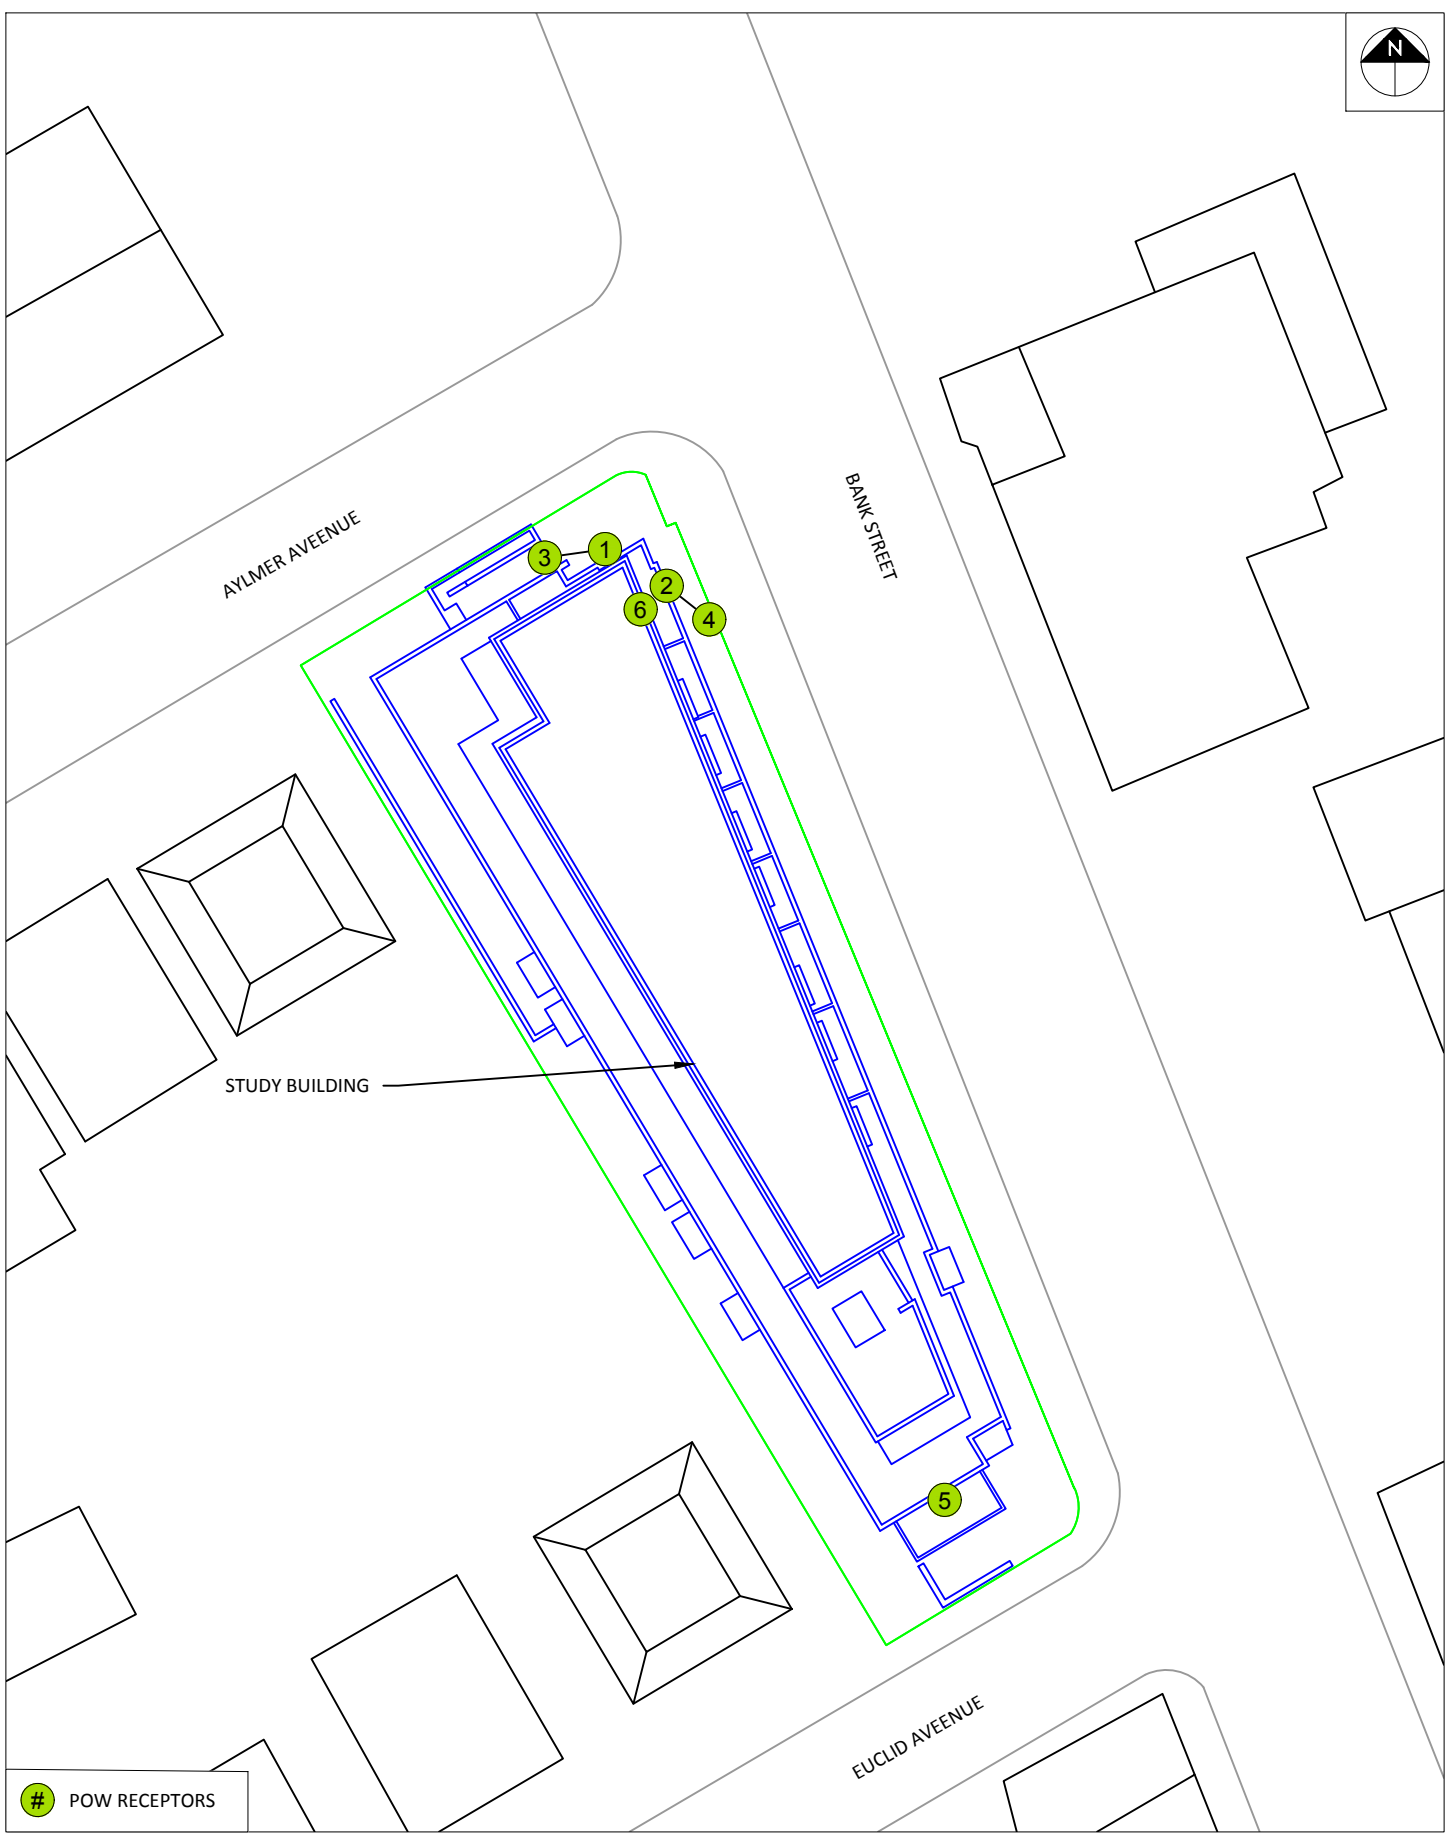 N
AYLMER AVEENUE
BANK STREET
3
1
2
6
4
STUDY BUILDING
5
EUCLID AVEENUE
# POW RECEPTORS